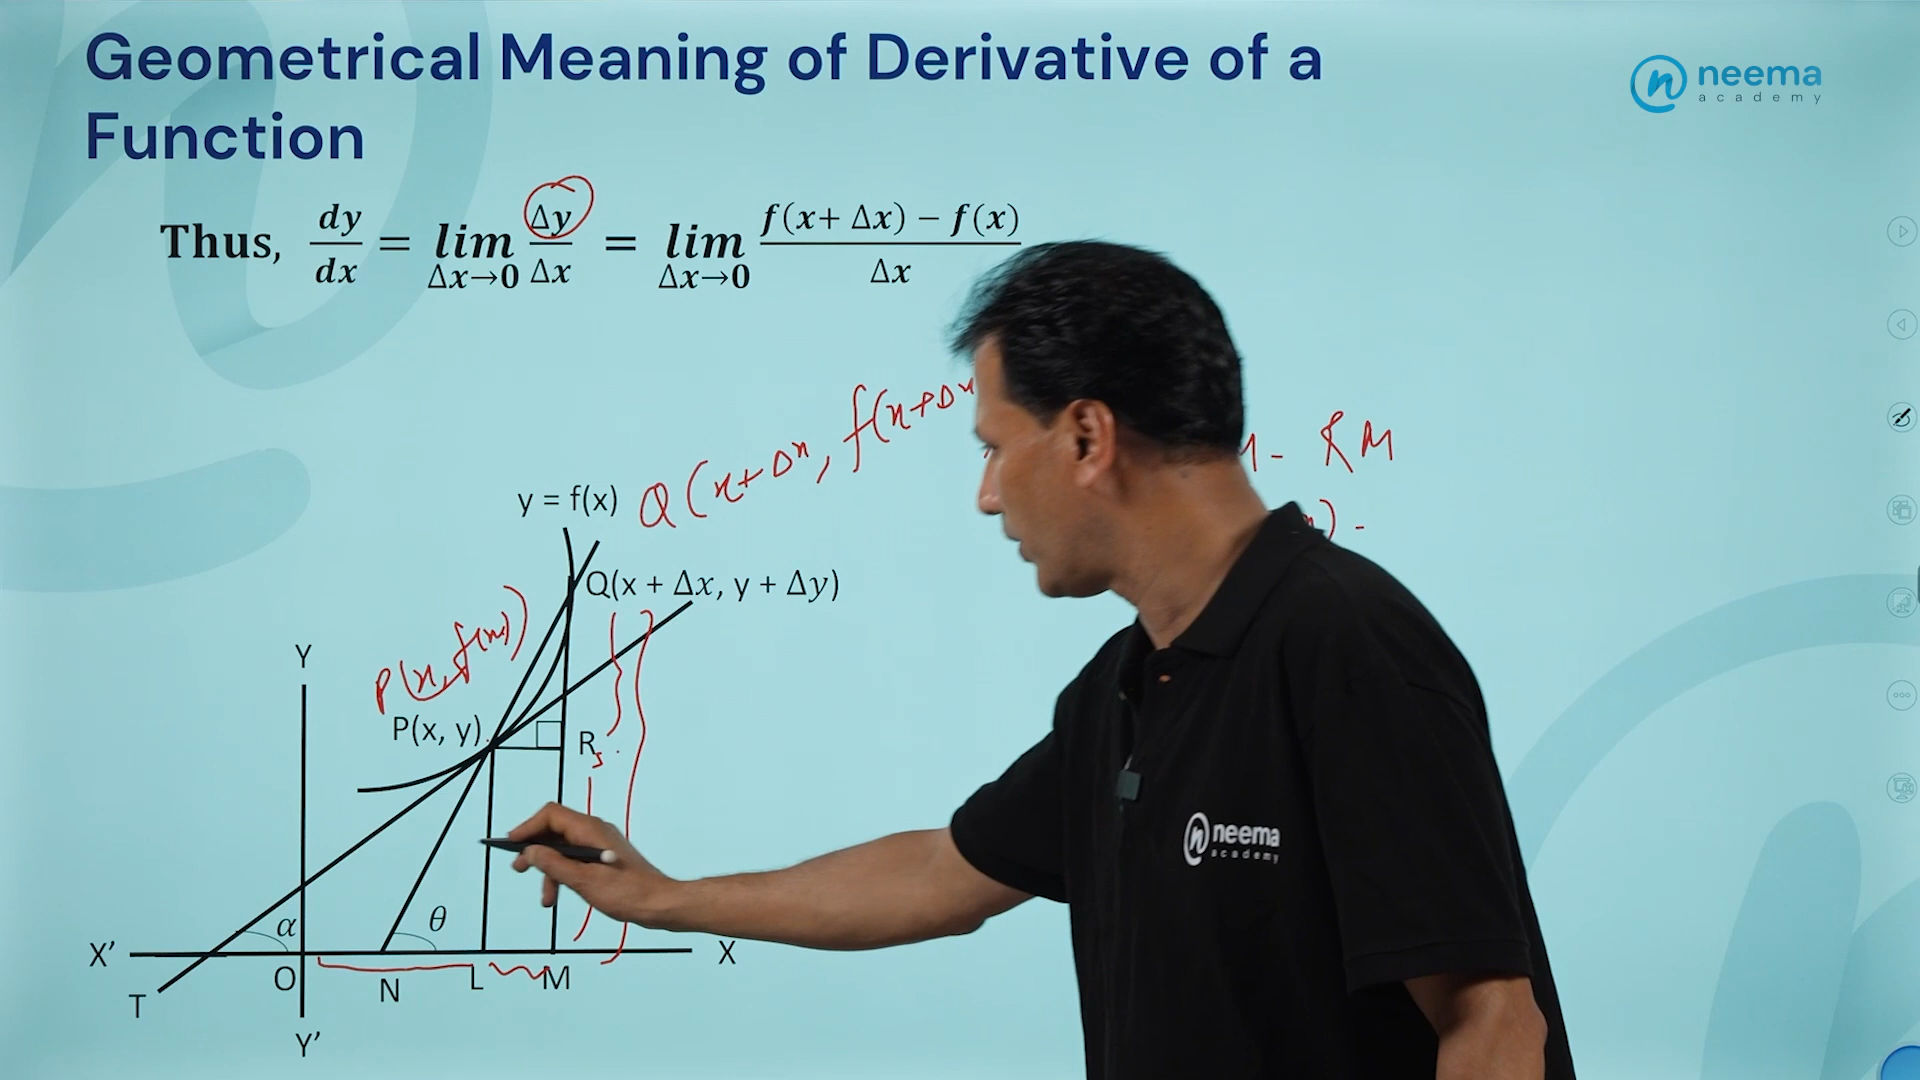 Geometrical Meaning of Derivative of a
Function
neema
academy
Thus, dy/dx = lim Δx→0 Δy/Δx = lim Δx→0 f(x+ Δx) − f(x)/Δx
Q(x+Δx, f(x+Δx
- RM
) -
y = f(x)
Q(x + Δx, y + Δy)
P(x, f(x))
Y
P(x, y)
R
neema
academy
α
θ
X'
O
N
L
M
X
T
Y'